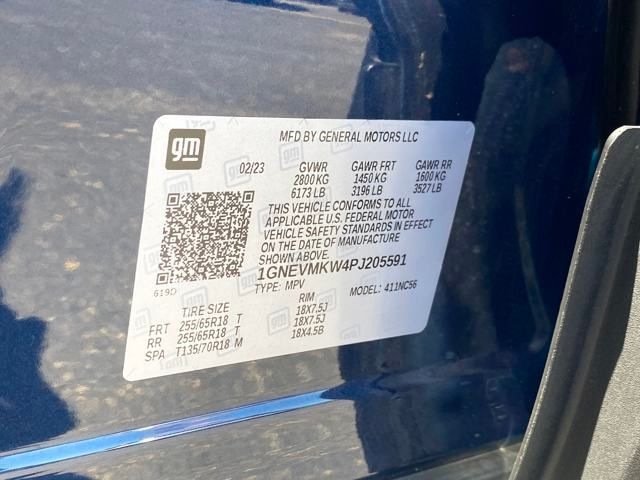 gm
MFD BY GENERAL MOTORS LLC
02/23 GVWR GAWR FRT GAWR RR
2800 KG 1450 KG 1600 KG
6173 LB 3196 LB 3527 LB
THIS VEHICLE CONFORMS TO ALL
APPLICABLE U.S. FEDERAL MOTOR
VEHICLE SAFETY STANDARDS IN EFFECT
ON THE DATE OF MANUFACTURE
SHOWN ABOVE.
1GNEVMKW4PJ205591
619D
TYPE: MPV MODEL: 411NC56
TIRE SIZE RIM
FRT 255/65R18 T 18X7.5J
RR 255/65R18 T 18X7.5J
SPA T135/70R18 M 18X4.5B